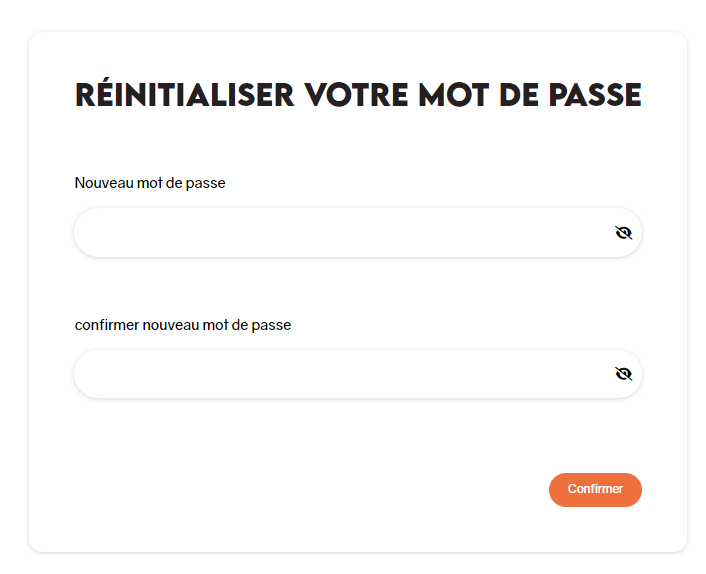 RÉINITIALISER VOTRE MOT DE PASSE
Nouveau mot de passe
confirmer nouveau mot de passe
Confirmer